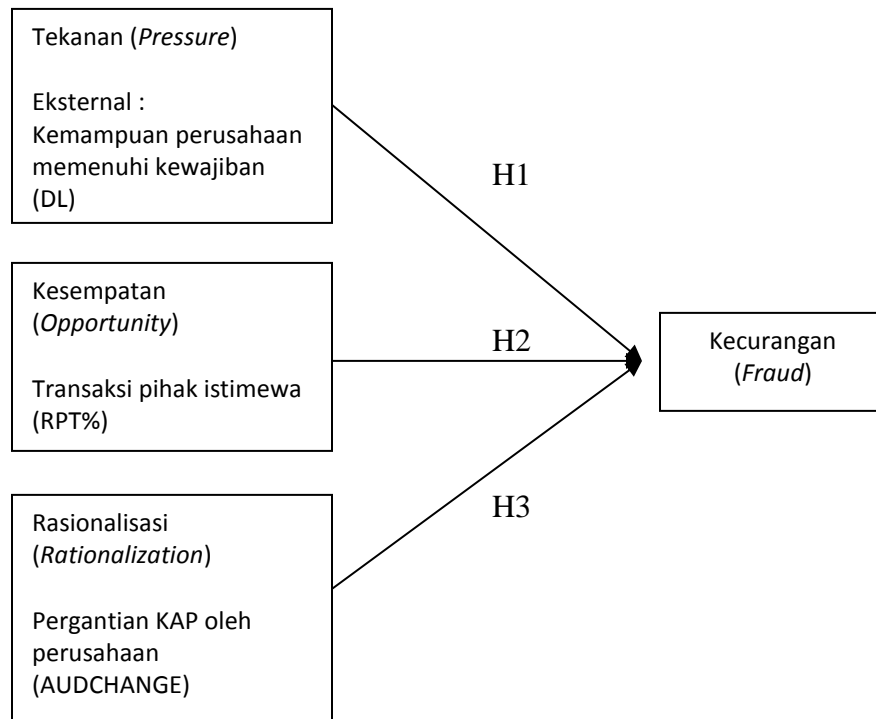 Tekanan (Pressure)
Eksternal :
Kemampuan perusahaan
memenuhi kewajiban
(DL)
H1
Kesempatan
(Opportunity)
Transaksi pihak istimewa
(RPT%)
H2
Kecurangan
(Fraud)
Rasionalisasi
(Rationalization)
Pergantian KAP oleh
perusahaan
(AUDCHANGE)
H3